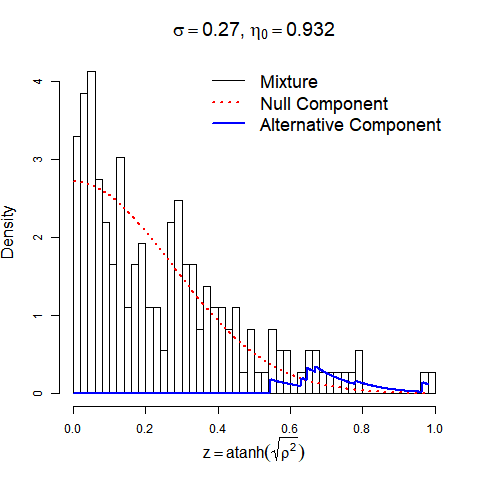 σ = 0.27, η₀ = 0.932
Mixture
Null Component
Alternative Component
Density
4
3
2
1
0
0.0 0.2 0.4 0.6 0.8 1.0
z = atanh(√ρ²)